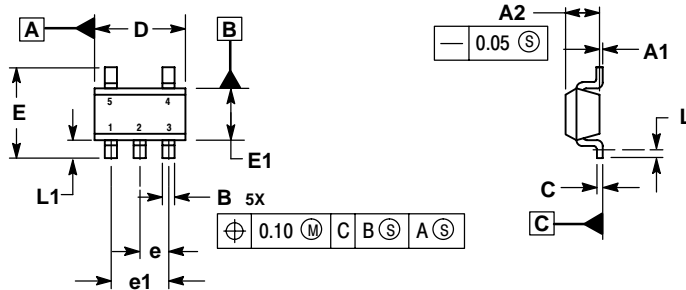 A2
A
D
B
— 0.05 Ⓢ
A1
E
5 4
1 2 3
L
E1
L1
B 5X
C
⌖ 0.10 Ⓜ C B Ⓢ A Ⓢ
C
e
e1